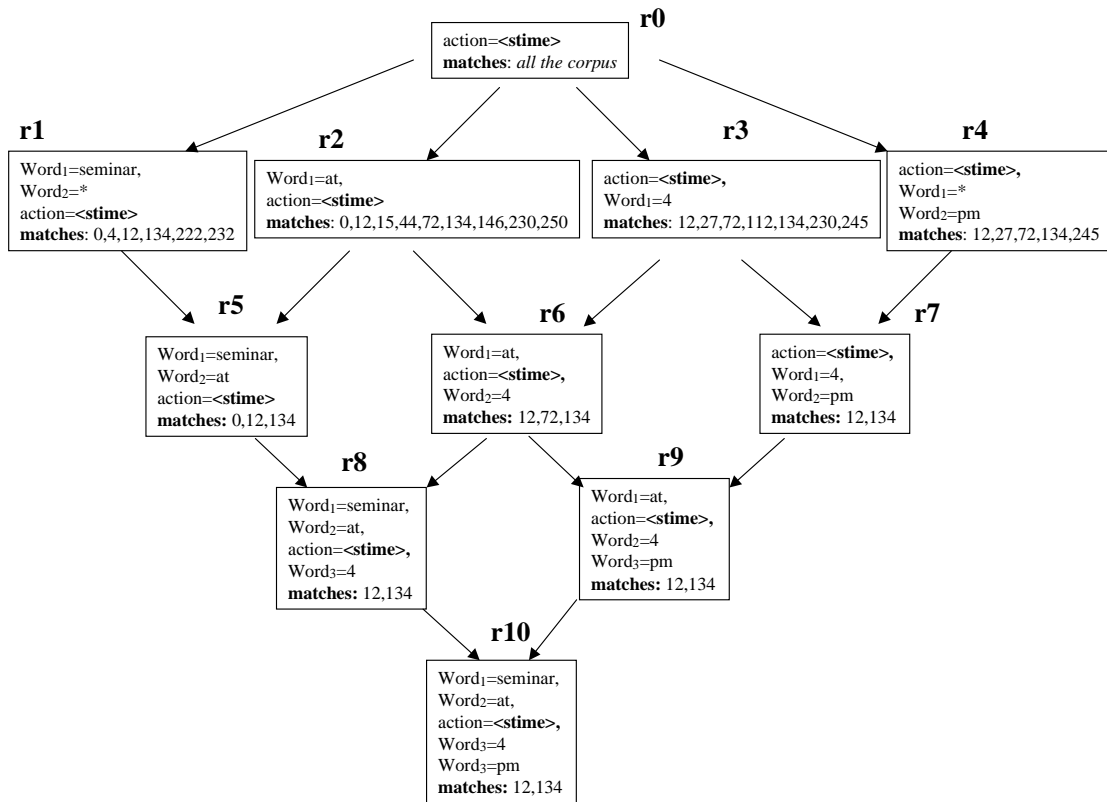 r0
action=<stime>
matches: all the corpus
r1
Word1=seminar,
Word2=*
action=<stime>
matches: 0,4,12,134,222,232
r2
Word1=at,
action=<stime>
matches: 0,12,15,44,72,134,146,230,250
r3
action=<stime>,
Word1=4
matches: 12,27,72,112,134,230,245
r4
action=<stime>,
Word1=*
Word2=pm
matches: 12,27,72,134,245
r5
Word1=seminar,
Word2=at
action=<stime>
matches: 0,12,134
r6
Word1=at,
action=<stime>,
Word2=4
matches: 12,72,134
r7
action=<stime>,
Word1=4,
Word2=pm
matches: 12,134
r8
Word1=seminar,
Word2=at,
action=<stime>,
Word3=4
matches: 12,134
r9
Word1=at,
action=<stime>,
Word2=4
Word3=pm
matches: 12,134
r10
Word1=seminar,
Word2=at,
action=<stime>,
Word3=4
Word3=pm
matches: 12,134